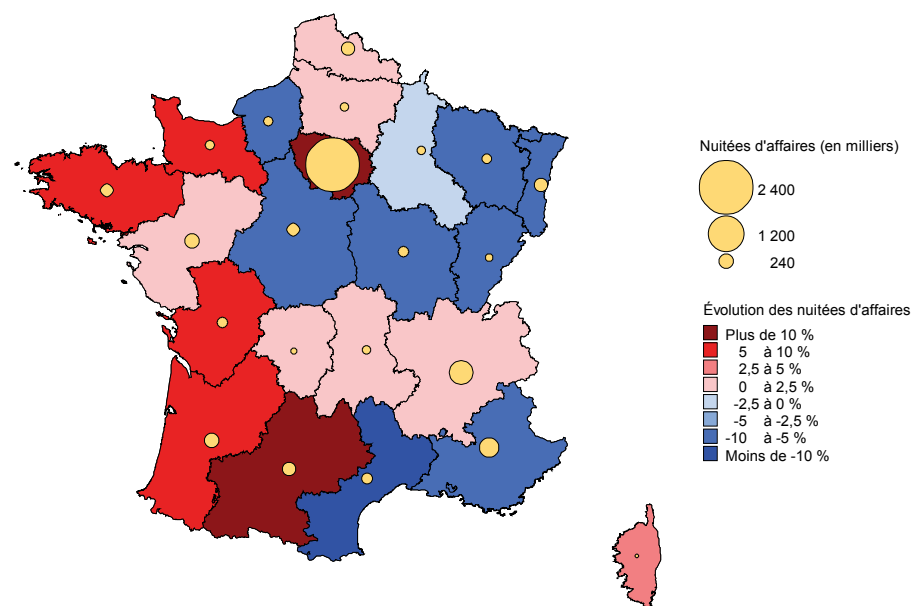 Nuitées d'affaires (en milliers)
2 400
1 200
240
Évolution des nuitées d'affaires
Plus de 10 %
5 à 10 %
2,5 à 5 %
0 à 2,5 %
-2,5 à 0 %
-5 à -2,5 %
-10 à -5 %
Moins de -10 %